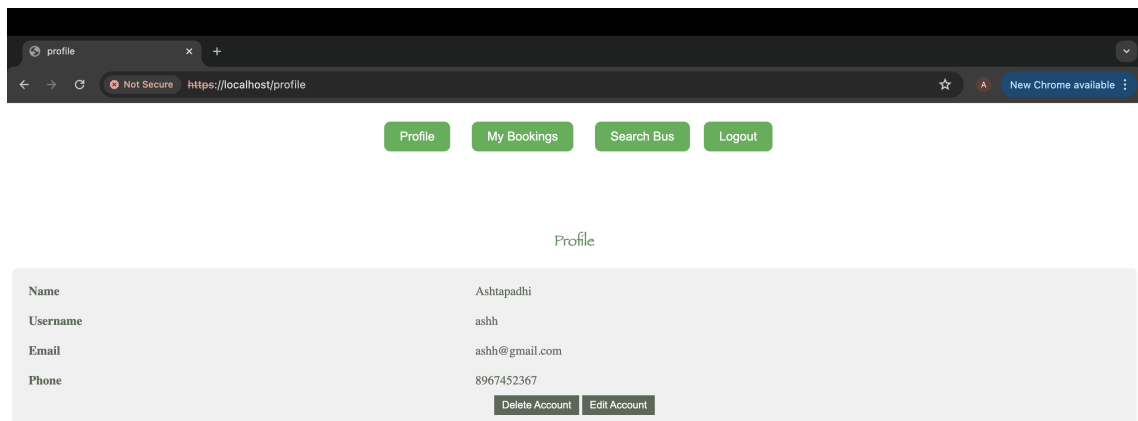 profile
Not Secure https://localhost/profile A New Chrome available
Profile My Bookings Search Bus Logout
Profile
Name Ashtapadhi
Username ashh
Email ashh@gmail.com
Phone 8967452367
Delete Account Edit Account